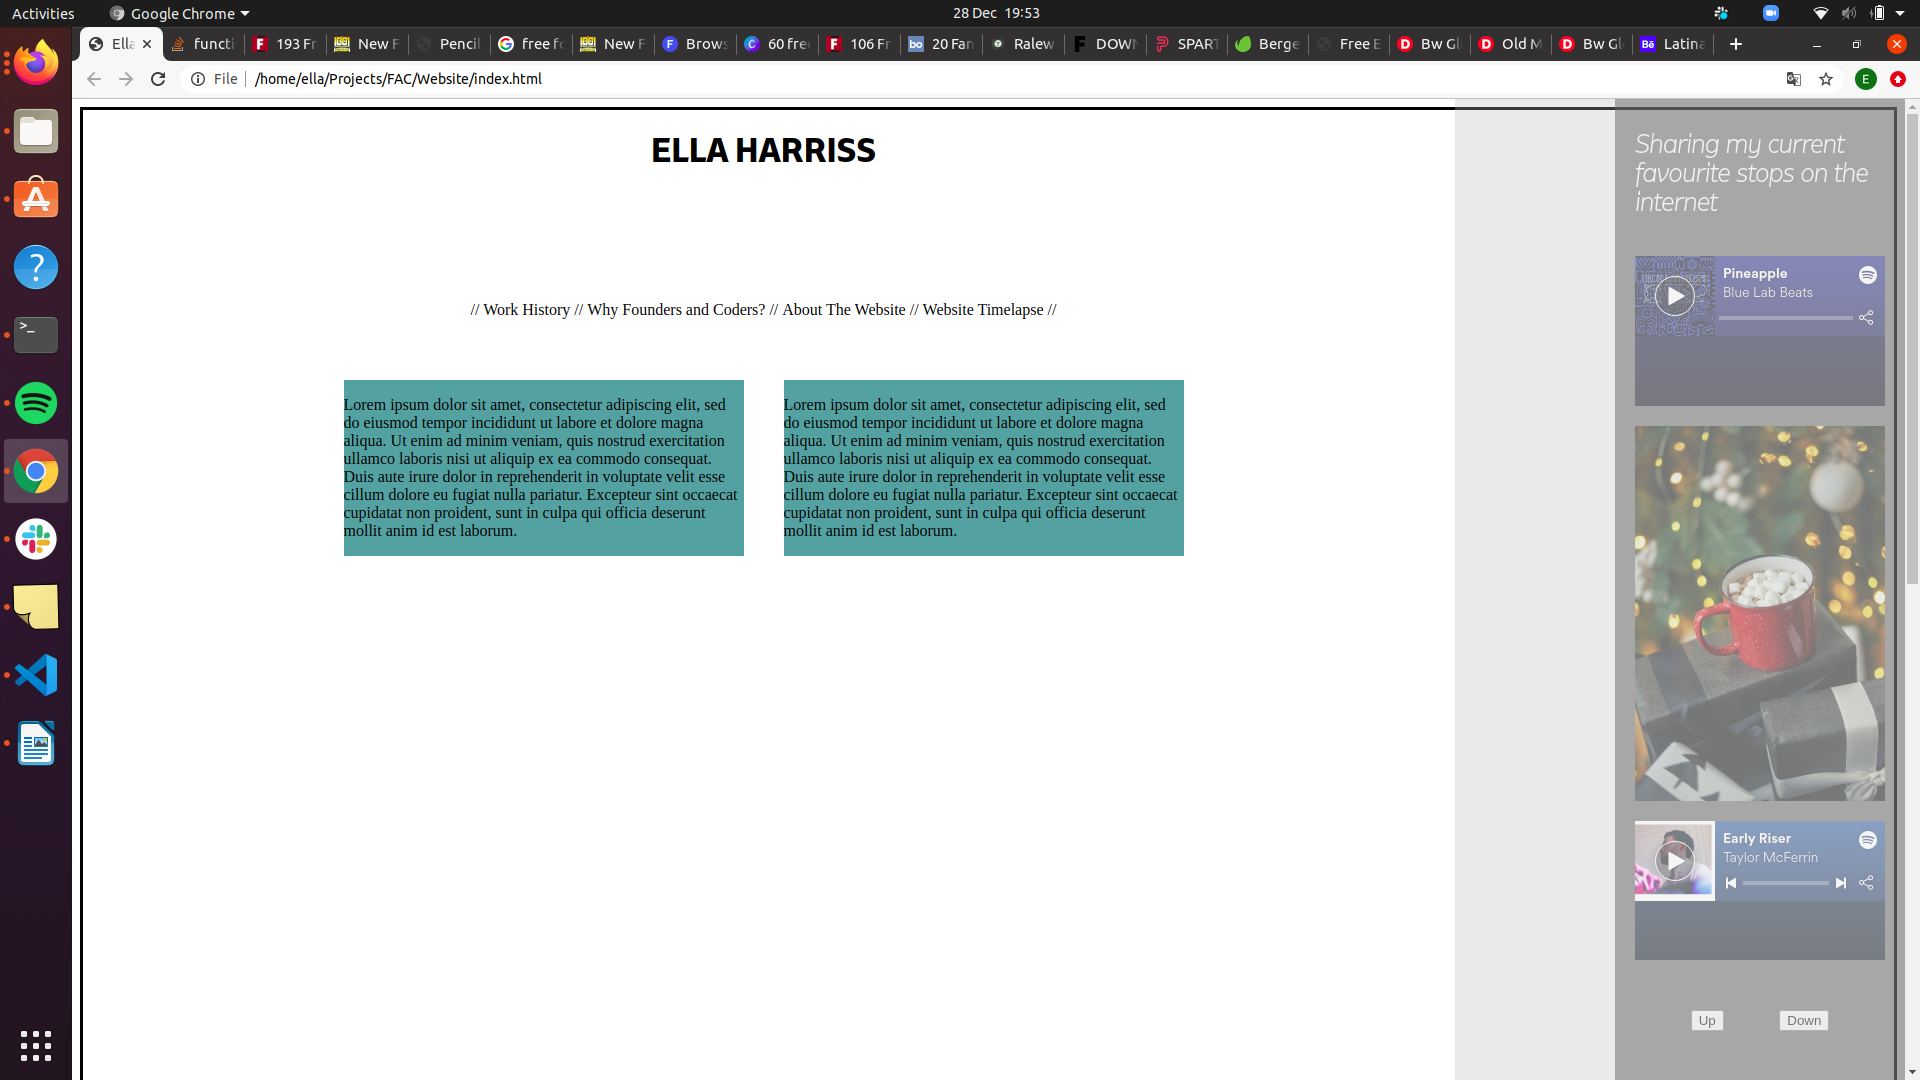 Activities
Google Chrome
28 Dec 19:53
Ella
functi
193 Fr
New F
Pencil
free fo
New F
Brows
60 free
106 Fr
20 Fan
Ralew
DOWN
SPART
Berge
Free E
Bw Gl
Old M
Bw Gl
Latina
File
/home/ella/Projects/FAC/Website/index.html
E
ELLA HARRISS
// Work History // Why Founders and Coders? // About The Website // Website Timelapse //
Lorem ipsum dolor sit amet, consectetur adipiscing elit, sed
do eiusmod tempor incididunt ut labore et dolore magna
aliqua. Ut enim ad minim veniam, quis nostrud exercitation
ullamco laboris nisi ut aliquip ex ea commodo consequat.
Duis aute irure dolor in reprehenderit in voluptate velit esse
cillum dolore eu fugiat nulla pariatur. Excepteur sint occaecat
cupidatat non proident, sunt in culpa qui officia deserunt
mollit anim id est laborum.
Lorem ipsum dolor sit amet, consectetur adipiscing elit, sed
do eiusmod tempor incididunt ut labore et dolore magna
aliqua. Ut enim ad minim veniam, quis nostrud exercitation
ullamco laboris nisi ut aliquip ex ea commodo consequat.
Duis aute irure dolor in reprehenderit in voluptate velit esse
cillum dolore eu fugiat nulla pariatur. Excepteur sint occaecat
cupidatat non proident, sunt in culpa qui officia deserunt
mollit anim id est laborum.
Sharing my current
favourite stops on the
internet
Pineapple
Blue Lab Beats
Early Riser
Taylor McFerrin
Up
Down